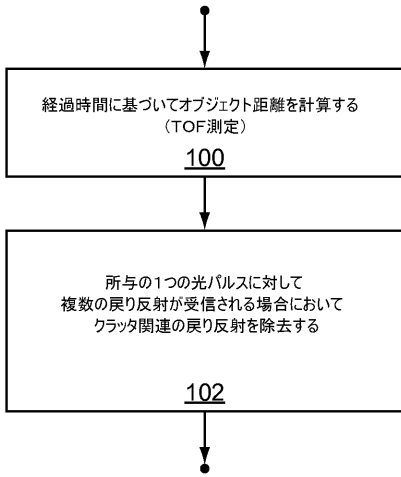 経過時間に基づいてオブジェクト距離を計算する
（ＴＯＦ測定）
100
所与の１つの光パルスに対して
複数の戻り反射が受信される場合において
クラッタ関連の戻り反射を除去する
102